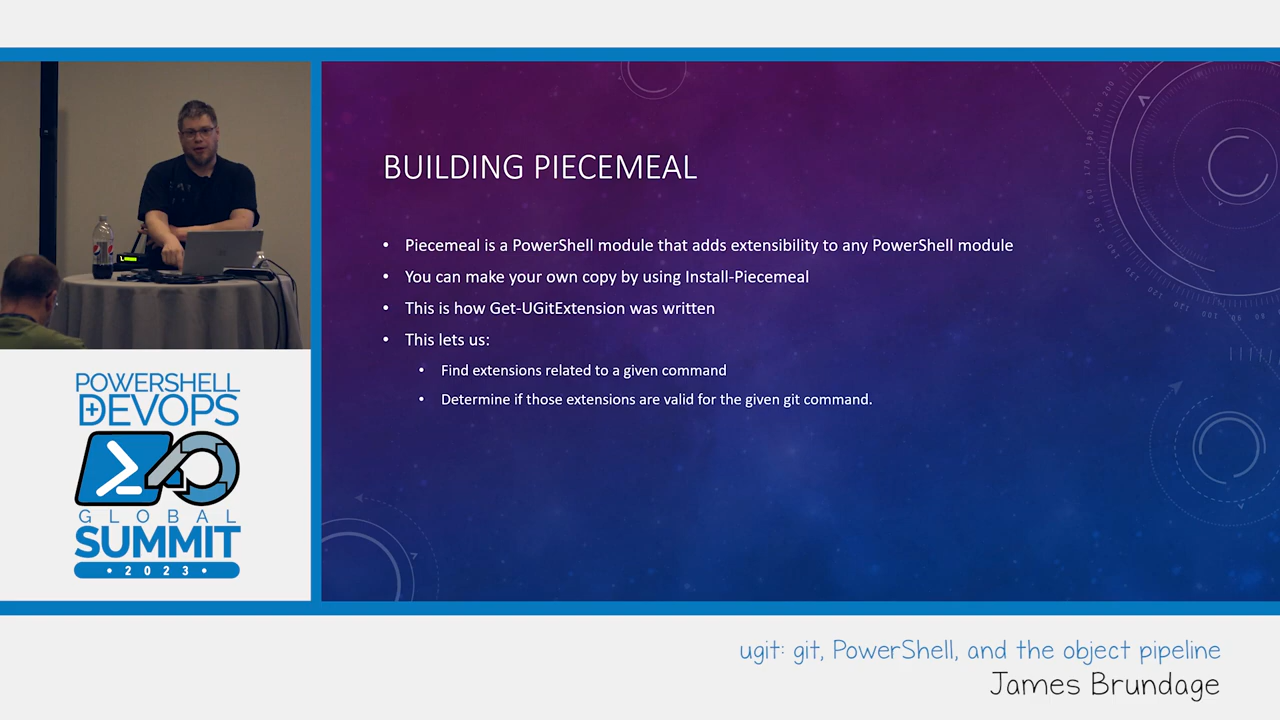 BUILDING PIECEMEAL
• Piecemeal is a PowerShell module that adds extensibility to any PowerShell module
• You can make your own copy by using Install-Piecemeal
• This is how Get-UGitExtension was written
• This lets us:
• Find extensions related to a given command
• Determine if those extensions are valid for the given git command.
POWERSHELL
+DEVOPS
GLOBAL
SUMMIT
• 2023 •
ugit: git, PowerShell, and the object pipeline
James Brundage